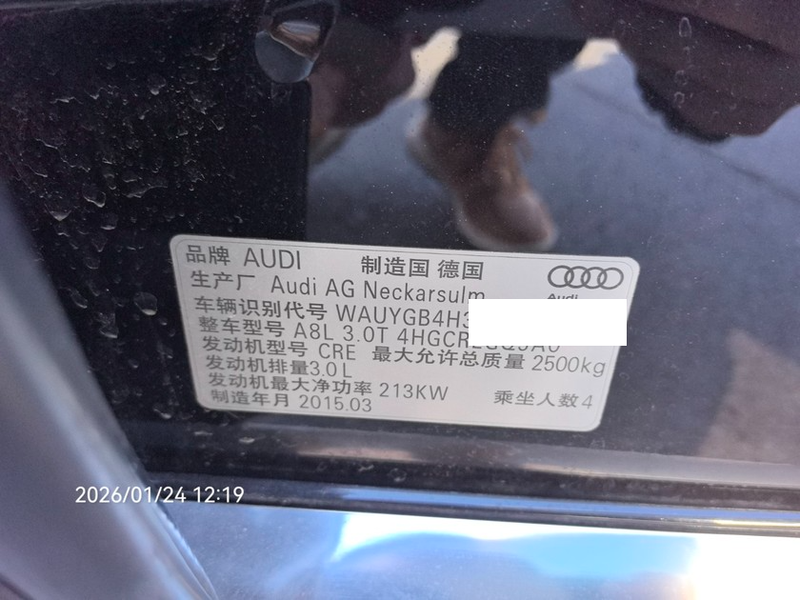 品牌 AUDI 制造国 德国
生产厂 Audi AG Neckarsulm
Audi
车辆识别代号 WAUYGB4H
整车型号 A8L 3.0T
发动机型号 CRE 最大允许总质量 2500kg
发动机排量3.0L
发动机最大净功率 213KW
乘坐人数 4
制造年月 2015.03
2026/01/24 12:19